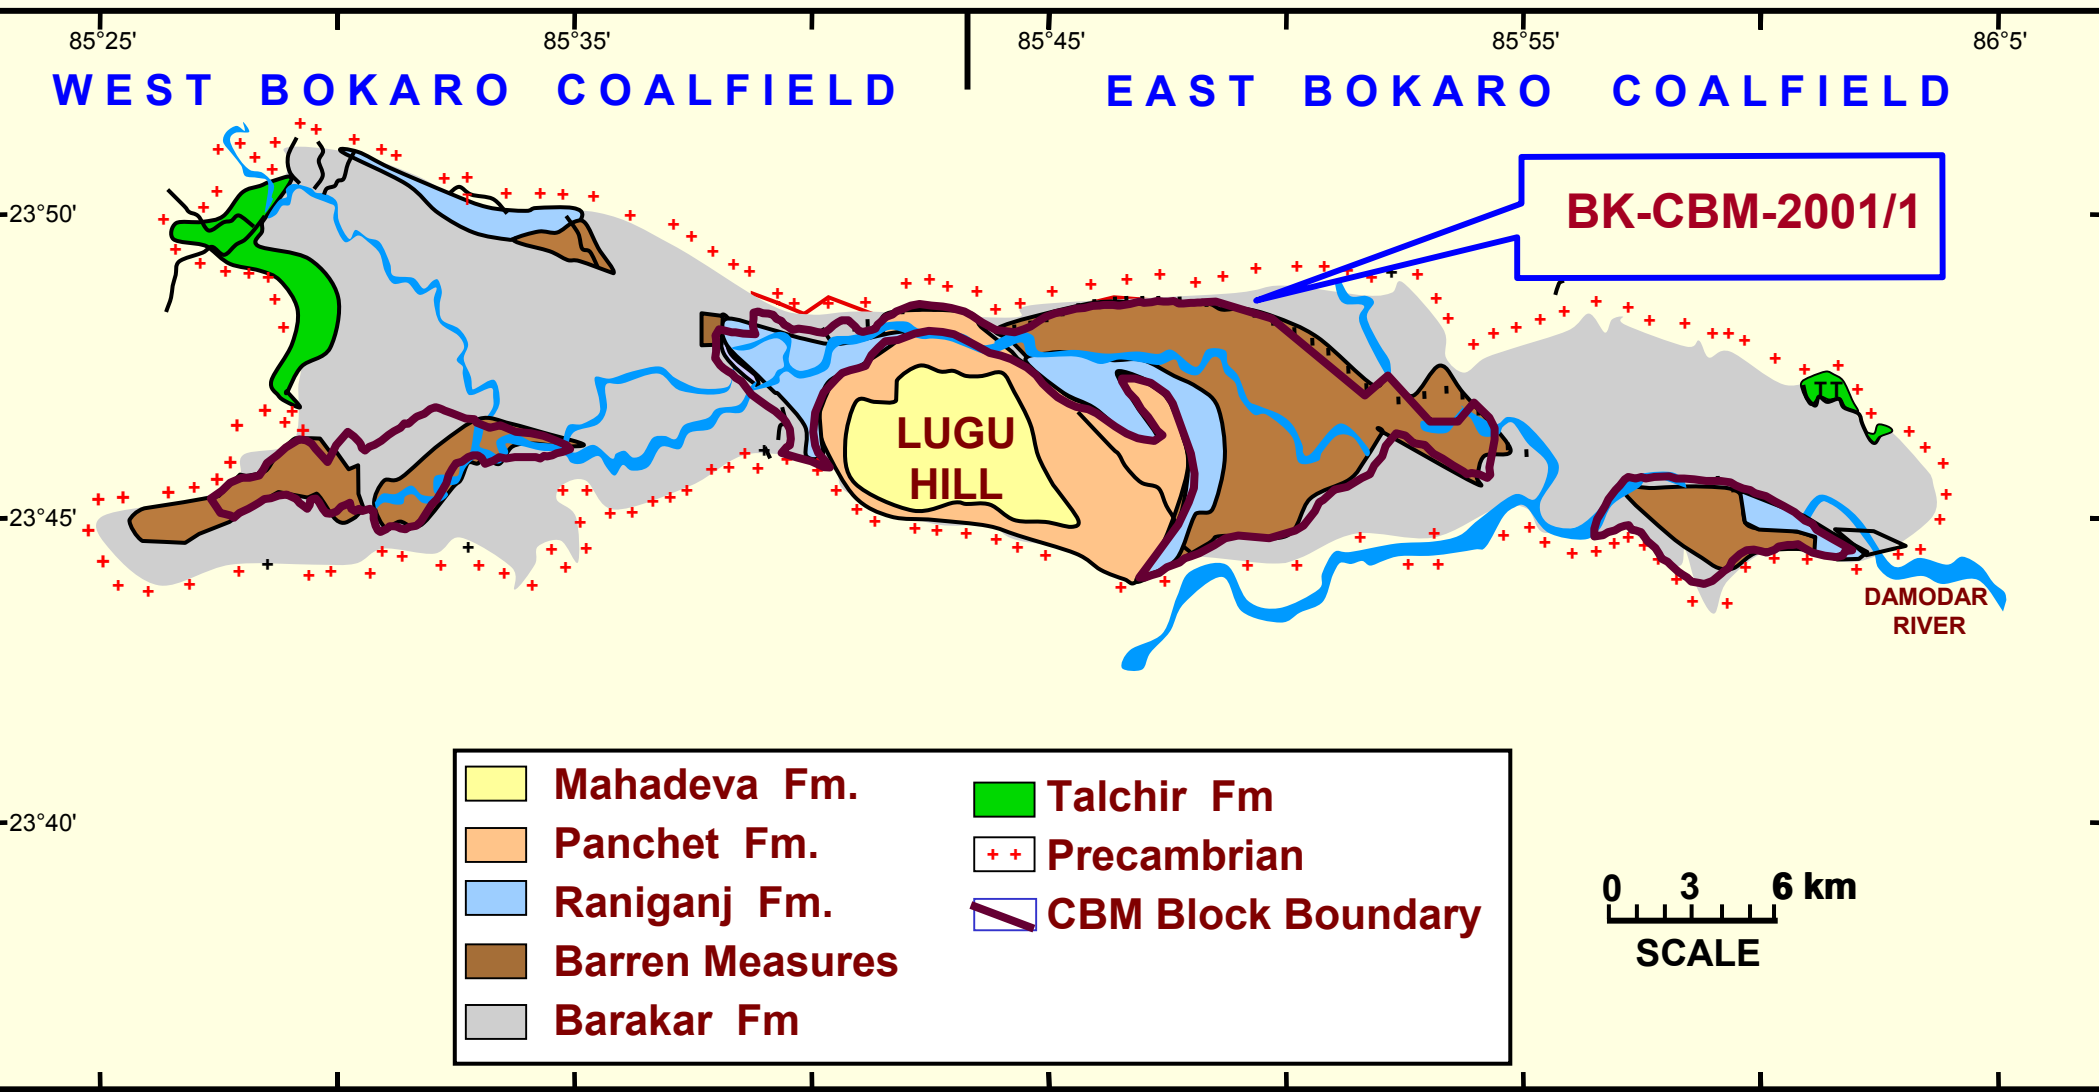 85°25' 85°35' 85°45' 85°55' 86°5'
WEST BOKARO COALFIELD EAST BOKARO COALFIELD
BK-CBM-2001/1
23°50'
TT
LUGU
HILL
23°45'
DAMODAR
RIVER
23°40'
Mahadeva Fm.
Panchet Fm.
Raniganj Fm.
Barren Measures
Barakar Fm
Talchir Fm
Precambrian
CBM Block Boundary
0 3 6 km
SCALE